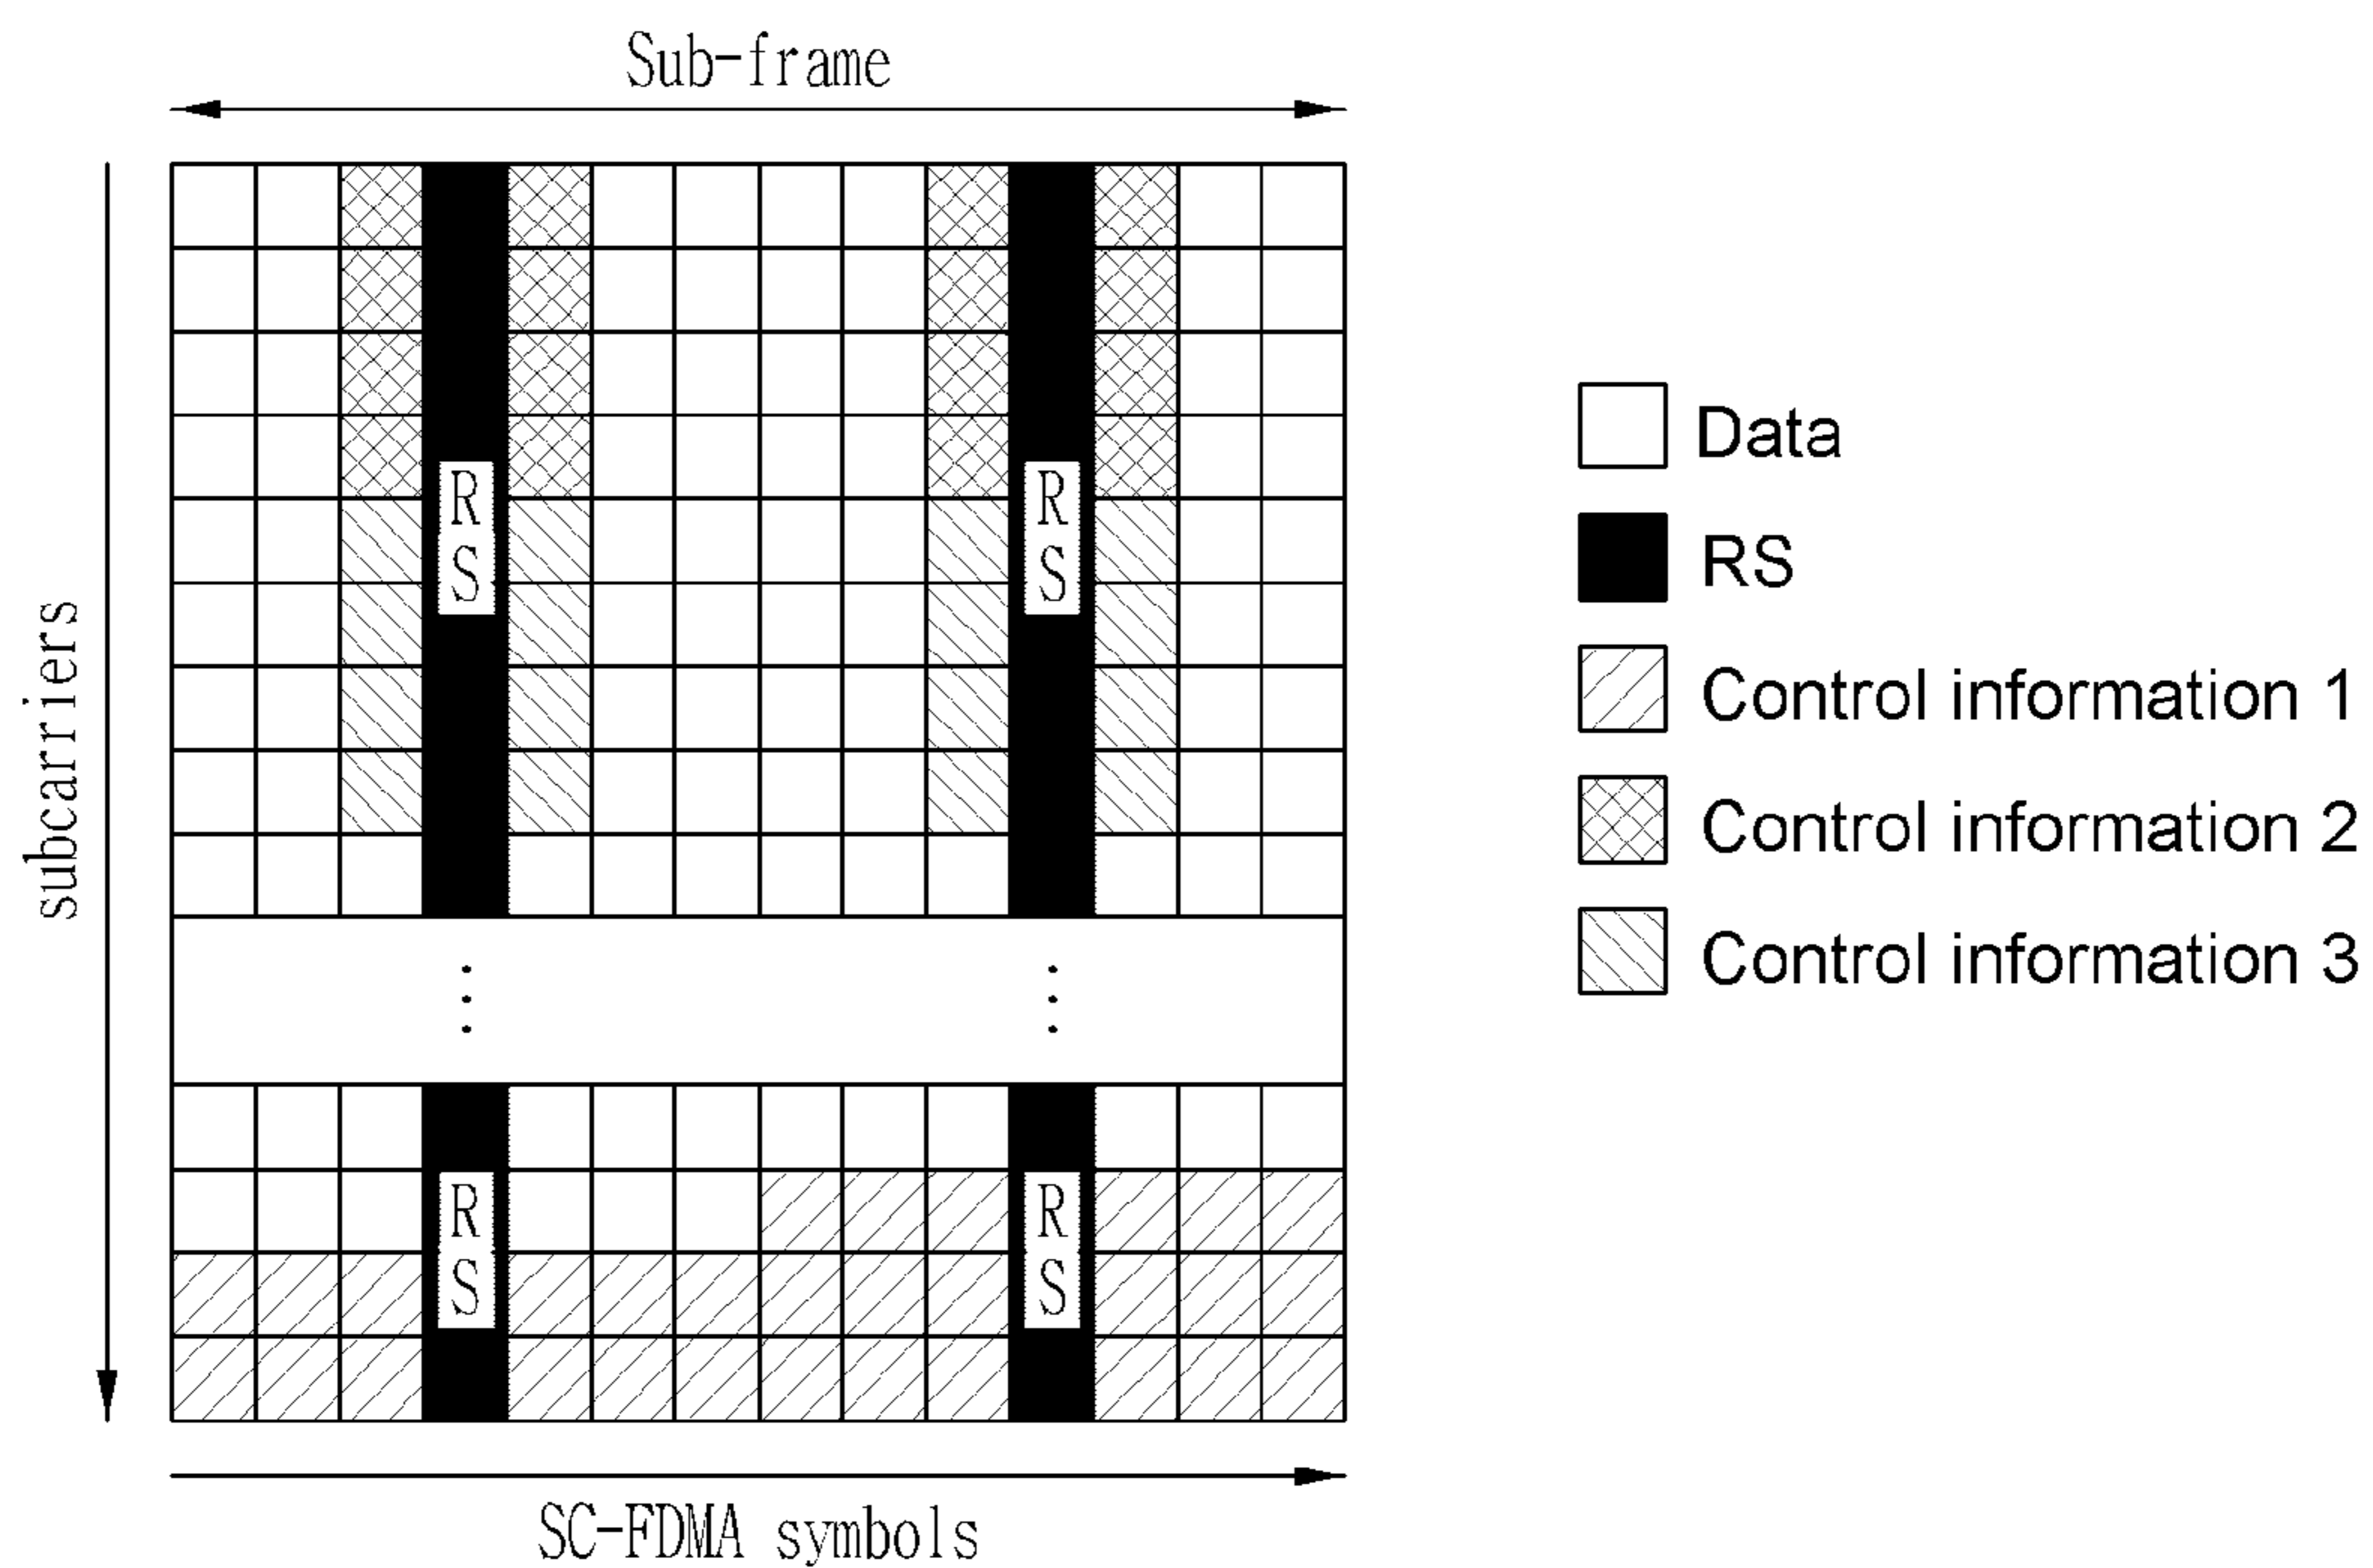 Sub-frame
subcarriers
RS
RS
RS
RS
SC-FDMA symbols
Data
RS
Control information 1
Control information 2
Control information 3